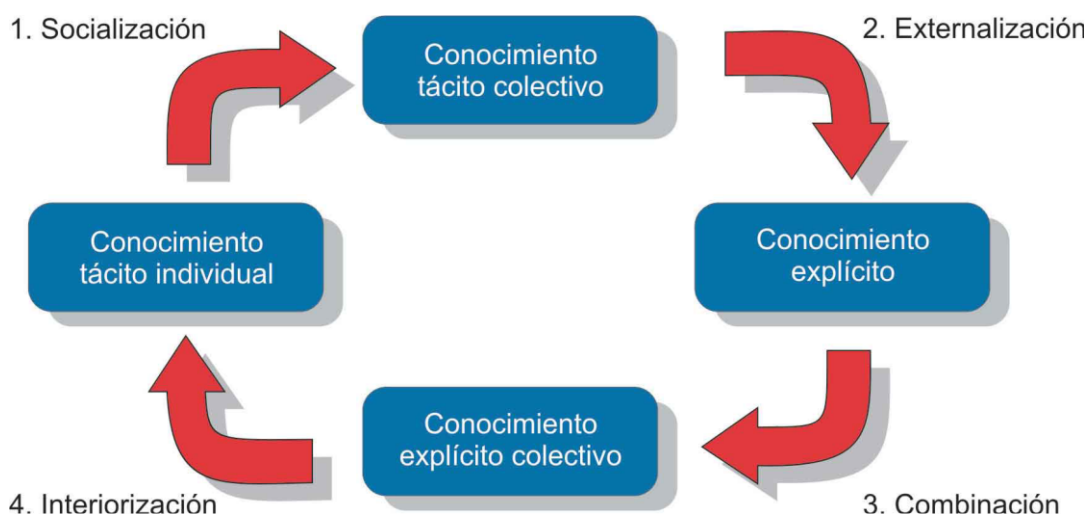 1. Socialización
Conocimiento
tácito colectivo
2. Externalización
Conocimiento
tácito individual
Conocimiento
explícito
Conocimiento
explícito colectivo
4. Interiorización
3. Combinación